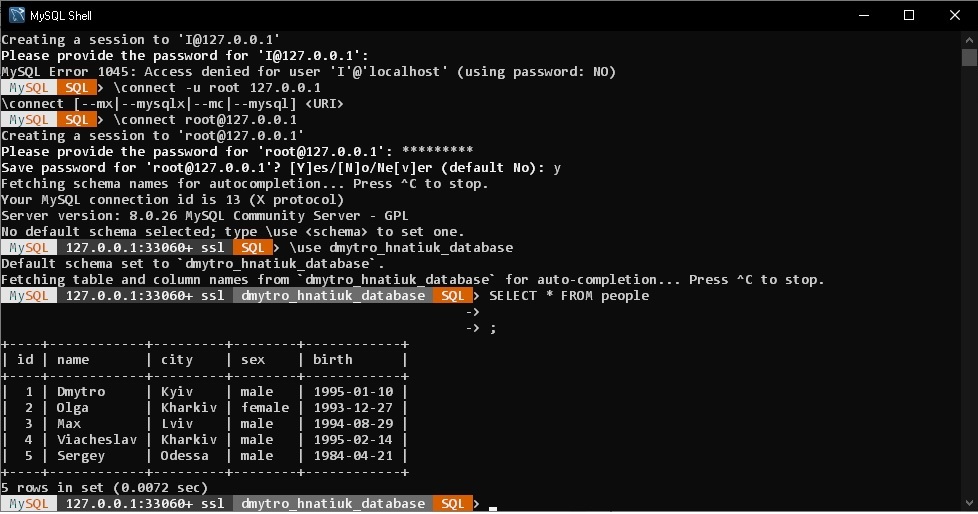 MySQL Shell
Creating a session to 'I@127.0.0.1'
Please provide the password for 'I@127.0.0.1':
MySQL Error 1045: Access denied for user 'I'@'localhost' (using password: NO)
MySQL SQL > \connect -u root 127.0.0.1
\connect [--mx|--mysqlx|--mc|--mysql] <URI>
MySQL SQL > \connect root@127.0.0.1
Creating a session to 'root@127.0.0.1'
Please provide the password for 'root@127.0.0.1': *********
Save password for 'root@127.0.0.1'? [Y]es/[N]o/Ne[v]er (default No): y
Fetching schema names for autocompletion... Press ^C to stop.
Your MySQL connection id is 13 (X protocol)
Server version: 8.0.26 MySQL Community Server - GPL
No default schema selected; type \use <schema> to set one.
MySQL 127.0.0.1:33060+ ssl SQL > \use dmytro_hnatiuk_database
Default schema set to `dmytro_hnatiuk_database`.
Fetching table and column names from `dmytro_hnatiuk_database` for auto-completion... Press ^C to stop.
MySQL 127.0.0.1:33060+ ssl dmytro_hnatiuk_database SQL > SELECT * FROM people
->
-> ;
+----+------------+---------+--------+------------+
| id | name       | city    | sex    | birth      |
+----+------------+---------+--------+------------+
|  1 | Dmytro     | Kyiv    | male   | 1995-01-10 |
|  2 | Olga       | Kharkiv | female | 1993-12-27 |
|  3 | Max        | Lviv    | male   | 1994-08-29 |
|  4 | Viacheslav | Kharkiv | male   | 1995-02-14 |
|  5 | Sergey     | Odessa  | male   | 1984-04-21 |
+----+------------+---------+--------+------------+
5 rows in set (0.0072 sec)
MySQL 127.0.0.1:33060+ ssl dmytro_hnatiuk_database SQL >